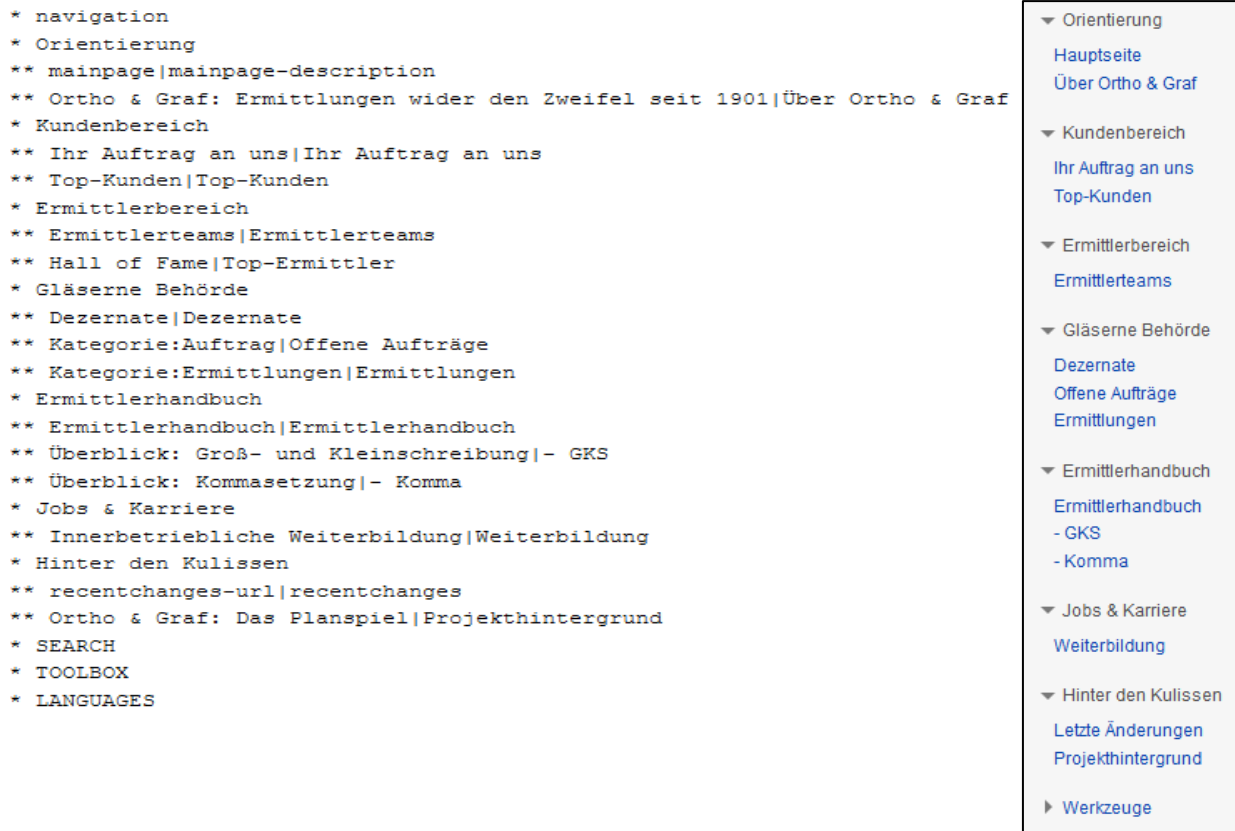 * navigation
* Orientierung
** mainpage|mainpage-description
** Ortho & Graf: Ermittlungen wider den Zweifel seit 1901|Über Ortho & Graf
* Kundenbereich
** Ihr Auftrag an uns|Ihr Auftrag an uns
** Top-Kunden|Top-Kunden
* Ermittlerbereich
** Ermittlerteams|Ermittlerteams
** Hall of Fame|Top-Ermittler
* Gläserne Behörde
** Dezernate|Dezernate
** Kategorie:Auftrag|Offene Aufträge
** Kategorie:Ermittlungen|Ermittlungen
* Ermittlerhandbuch
** Ermittlerhandbuch|Ermittlerhandbuch
** Überblick: Groß- und Kleinschreibung|- GKS
** Überblick: Kommasetzung|- Komma
* Jobs & Karriere
** Innerbetriebliche Weiterbildung|Weiterbildung
* Hinter den Kulissen
** recentchanges-url|recentchanges
** Ortho & Graf: Das Planspiel|Projekthintergrund
* SEARCH
* TOOLBOX
* LANGUAGES
Orientierung
Hauptseite
Über Ortho & Graf
Kundenbereich
Ihr Auftrag an uns
Top-Kunden
Ermittlerbereich
Ermittlerteams
Gläserne Behörde
Dezernate
Offene Aufträge
Ermittlungen
Ermittlerhandbuch
Ermittlerhandbuch
- GKS
- Komma
Jobs & Karriere
Weiterbildung
Hinter den Kulissen
Letzte Änderungen
Projekthintergrund
Werkzeuge